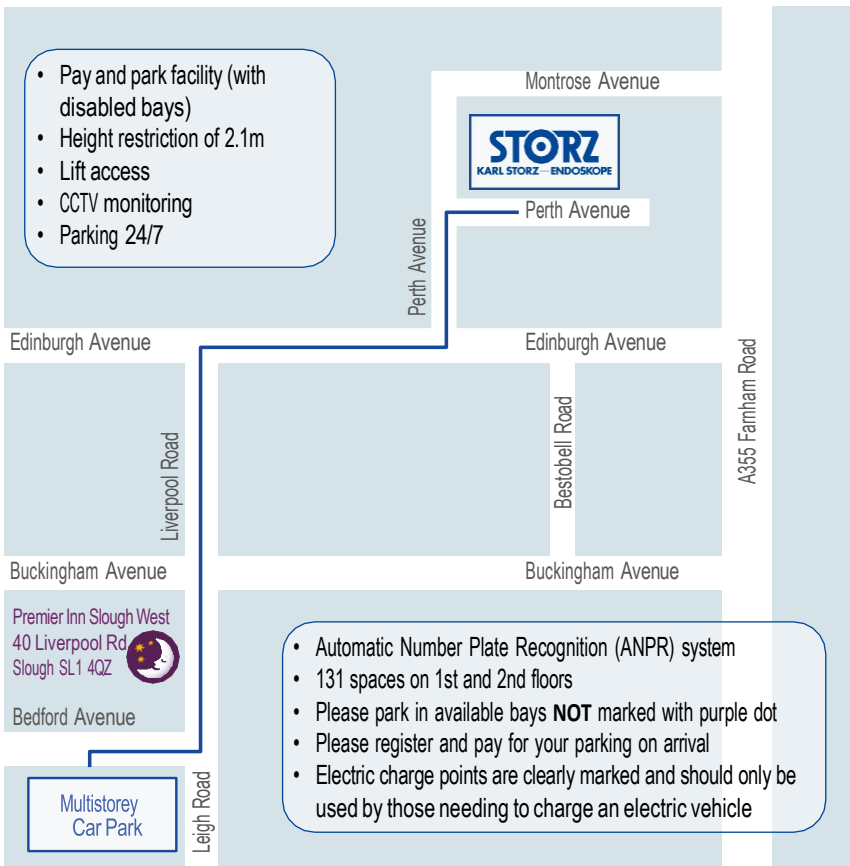 • Pay and park facility (with
disabled bays)
• Height restriction of 2.1m
• Lift access
• CCTV monitoring
• Parking 24/7
Montrose Avenue
STORZ
KARL STORZ—ENDOSKOPE
Perth Avenue
Perth Avenue
Edinburgh Avenue
Edinburgh Avenue
A355 Farnham Road
Liverpool Road
Bestobell Road
Buckingham Avenue
Buckingham Avenue
Premier Inn Slough West
40 Liverpool Rd
Slough SL1 4QZ
Bedford Avenue
• Automatic Number Plate Recognition (ANPR) system
• 131 spaces on 1st and 2nd floors
• Please park in available bays NOT marked with purple dot
• Please register and pay for your parking on arrival
• Electric charge points are clearly marked and should only be
used by those needing to charge an electric vehicle
Multistorey
Car Park
Leigh Road